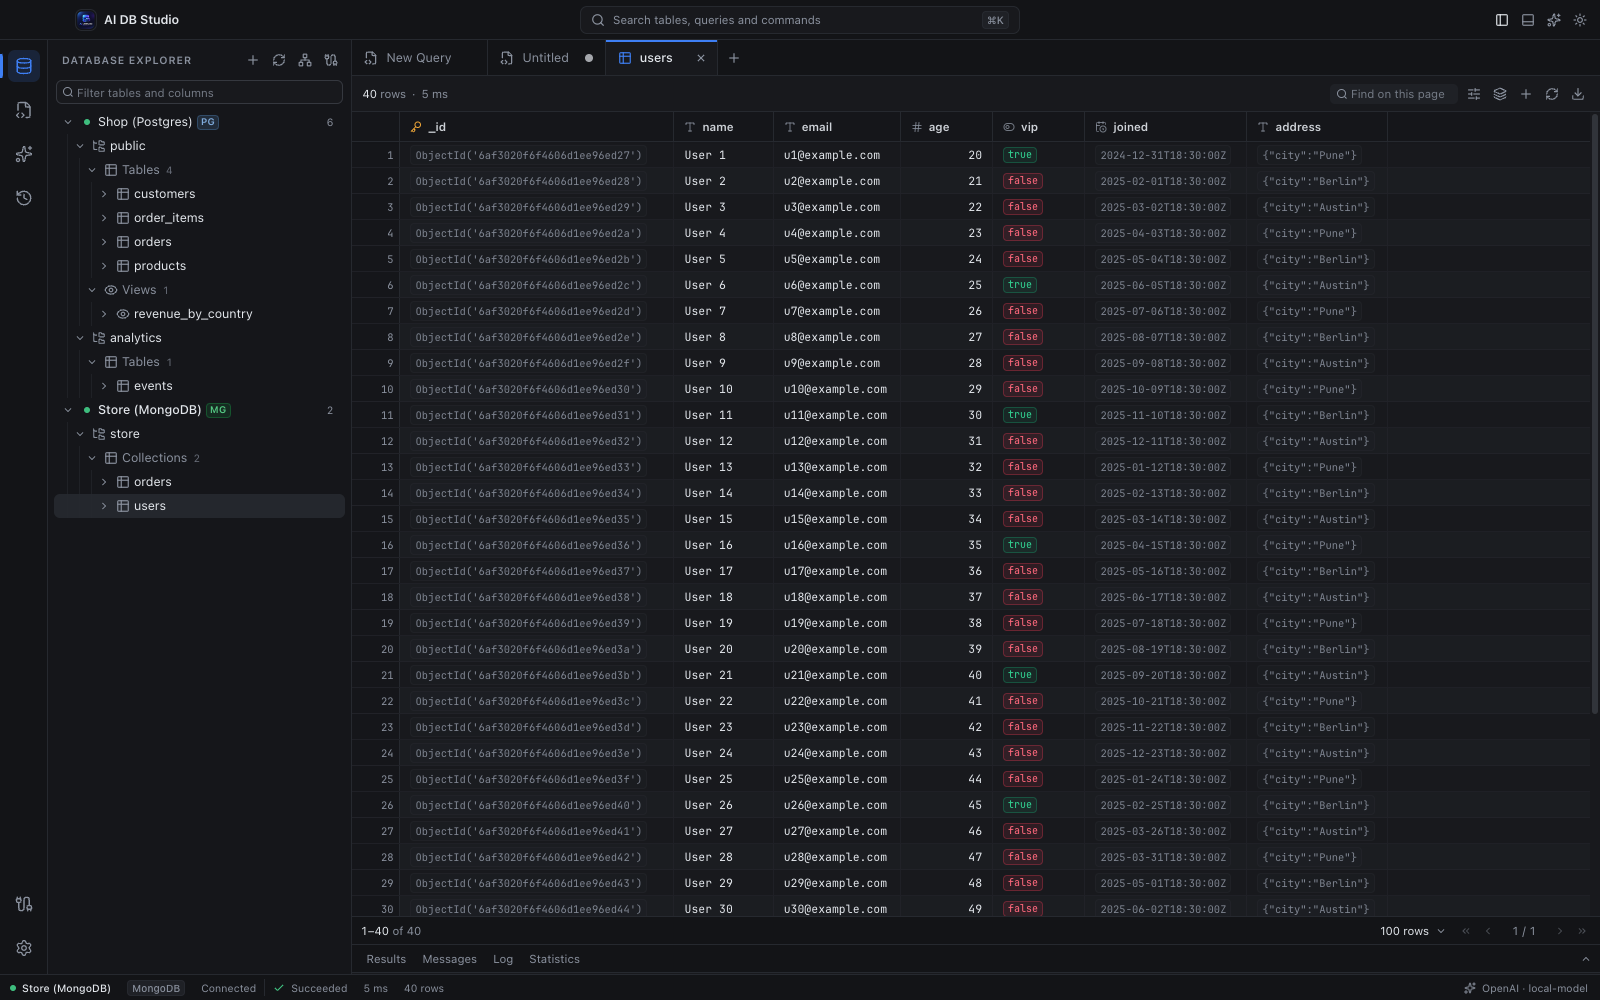 AI DB Studio
Search tables, queries and commands ⌘K
DATABASE EXPLORER
Filter tables and columns
Shop (Postgres) PG 6
public
Tables 4
customers
order_items
orders
products
Views 1
revenue_by_country
analytics
Tables 1
events
Store (MongoDB) MG 2
store
Collections 2
orders
users
New Query
Untitled
users
40 rows · 5 ms
Find on this page
_id name email age vip joined address
1 ObjectId('6af3020f6f4606d1ee96ed27') User 1 u1@example.com 20 true 2024-12-31T18:30:00Z {"city":"Pune"}
2 ObjectId('6af3020f6f4606d1ee96ed28') User 2 u2@example.com 21 false 2025-02-01T18:30:00Z {"city":"Berlin"}
3 ObjectId('6af3020f6f4606d1ee96ed29') User 3 u3@example.com 22 false 2025-03-02T18:30:00Z {"city":"Austin"}
4 ObjectId('6af3020f6f4606d1ee96ed2a') User 4 u4@example.com 23 false 2025-04-03T18:30:00Z {"city":"Pune"}
5 ObjectId('6af3020f6f4606d1ee96ed2b') User 5 u5@example.com 24 false 2025-05-04T18:30:00Z {"city":"Berlin"}
6 ObjectId('6af3020f6f4606d1ee96ed2c') User 6 u6@example.com 25 true 2025-06-05T18:30:00Z {"city":"Austin"}
7 ObjectId('6af3020f6f4606d1ee96ed2d') User 7 u7@example.com 26 false 2025-07-06T18:30:00Z {"city":"Pune"}
8 ObjectId('6af3020f6f4606d1ee96ed2e') User 8 u8@example.com 27 false 2025-08-07T18:30:00Z {"city":"Berlin"}
9 ObjectId('6af3020f6f4606d1ee96ed2f') User 9 u9@example.com 28 false 2025-09-08T18:30:00Z {"city":"Austin"}
10 ObjectId('6af3020f6f4606d1ee96ed30') User 10 u10@example.com 29 false 2025-10-09T18:30:00Z {"city":"Pune"}
11 ObjectId('6af3020f6f4606d1ee96ed31') User 11 u11@example.com 30 true 2025-11-10T18:30:00Z {"city":"Berlin"}
12 ObjectId('6af3020f6f4606d1ee96ed32') User 12 u12@example.com 31 false 2025-12-11T18:30:00Z {"city":"Austin"}
13 ObjectId('6af3020f6f4606d1ee96ed33') User 13 u13@example.com 32 false 2025-01-12T18:30:00Z {"city":"Pune"}
14 ObjectId('6af3020f6f4606d1ee96ed34') User 14 u14@example.com 33 false 2025-02-13T18:30:00Z {"city":"Berlin"}
15 ObjectId('6af3020f6f4606d1ee96ed35') User 15 u15@example.com 34 false 2025-03-14T18:30:00Z {"city":"Austin"}
16 ObjectId('6af3020f6f4606d1ee96ed36') User 16 u16@example.com 35 true 2025-04-15T18:30:00Z {"city":"Pune"}
17 ObjectId('6af3020f6f4606d1ee96ed37') User 17 u17@example.com 36 false 2025-05-16T18:30:00Z {"city":"Berlin"}
18 ObjectId('6af3020f6f4606d1ee96ed38') User 18 u18@example.com 37 false 2025-06-17T18:30:00Z {"city":"Austin"}
19 ObjectId('6af3020f6f4606d1ee96ed39') User 19 u19@example.com 38 false 2025-07-18T18:30:00Z {"city":"Pune"}
20 ObjectId('6af3020f6f4606d1ee96ed3a') User 20 u20@example.com 39 false 2025-08-19T18:30:00Z {"city":"Berlin"}
21 ObjectId('6af3020f6f4606d1ee96ed3b') User 21 u21@example.com 40 true 2025-09-20T18:30:00Z {"city":"Austin"}
22 ObjectId('6af3020f6f4606d1ee96ed3c') User 22 u22@example.com 41 false 2025-10-21T18:30:00Z {"city":"Pune"}
23 ObjectId('6af3020f6f4606d1ee96ed3d') User 23 u23@example.com 42 false 2025-11-22T18:30:00Z {"city":"Berlin"}
24 ObjectId('6af3020f6f4606d1ee96ed3e') User 24 u24@example.com 43 false 2025-12-23T18:30:00Z {"city":"Austin"}
25 ObjectId('6af3020f6f4606d1ee96ed3f') User 25 u25@example.com 44 false 2025-01-24T18:30:00Z {"city":"Pune"}
26 ObjectId('6af3020f6f4606d1ee96ed40') User 26 u26@example.com 45 true 2025-02-25T18:30:00Z {"city":"Berlin"}
27 ObjectId('6af3020f6f4606d1ee96ed41') User 27 u27@example.com 46 false 2025-03-26T18:30:00Z {"city":"Austin"}
28 ObjectId('6af3020f6f4606d1ee96ed42') User 28 u28@example.com 47 false 2025-03-31T18:30:00Z {"city":"Pune"}
29 ObjectId('6af3020f6f4606d1ee96ed43') User 29 u29@example.com 48 false 2025-05-01T18:30:00Z {"city":"Berlin"}
30 ObjectId('6af3020f6f4606d1ee96ed44') User 30 u30@example.com 49 false 2025-06-02T18:30:00Z {"city":"Austin"}
1–40 of 40 100 rows 1 / 1
Results Messages Log Statistics
Store (MongoDB) MongoDB Connected Succeeded 5 ms 40 rows OpenAI · local-model